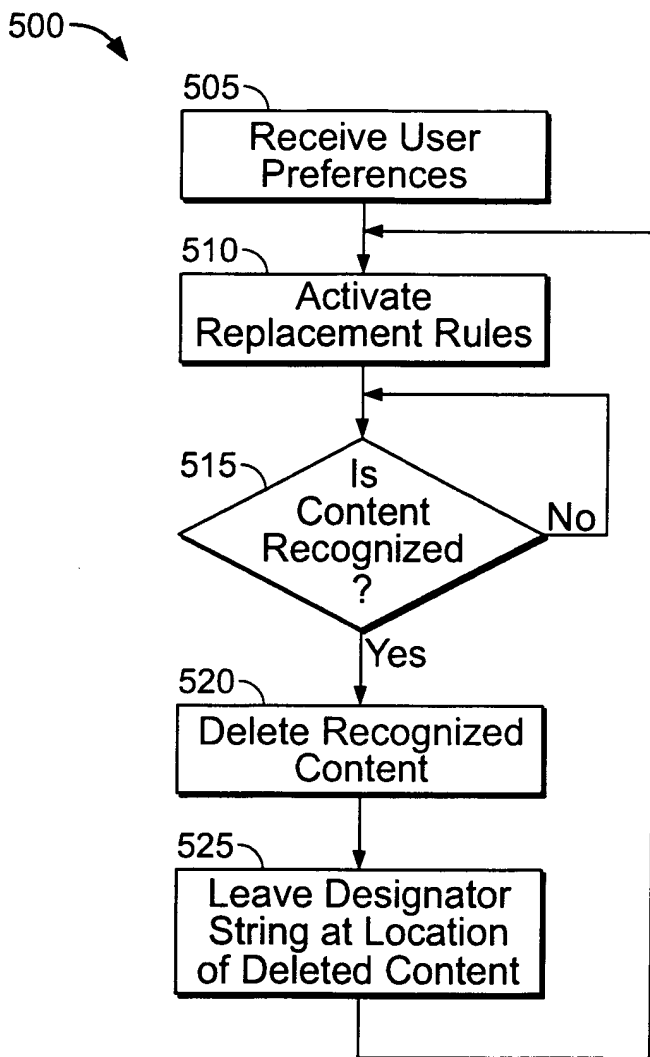 500
505
Receive User
Preferences
510
Activate
Replacement Rules
515
Is
Content
Recognized
?
No
Yes
520
Delete Recognized
Content
525
Leave Designator
String at Location
of Deleted Content